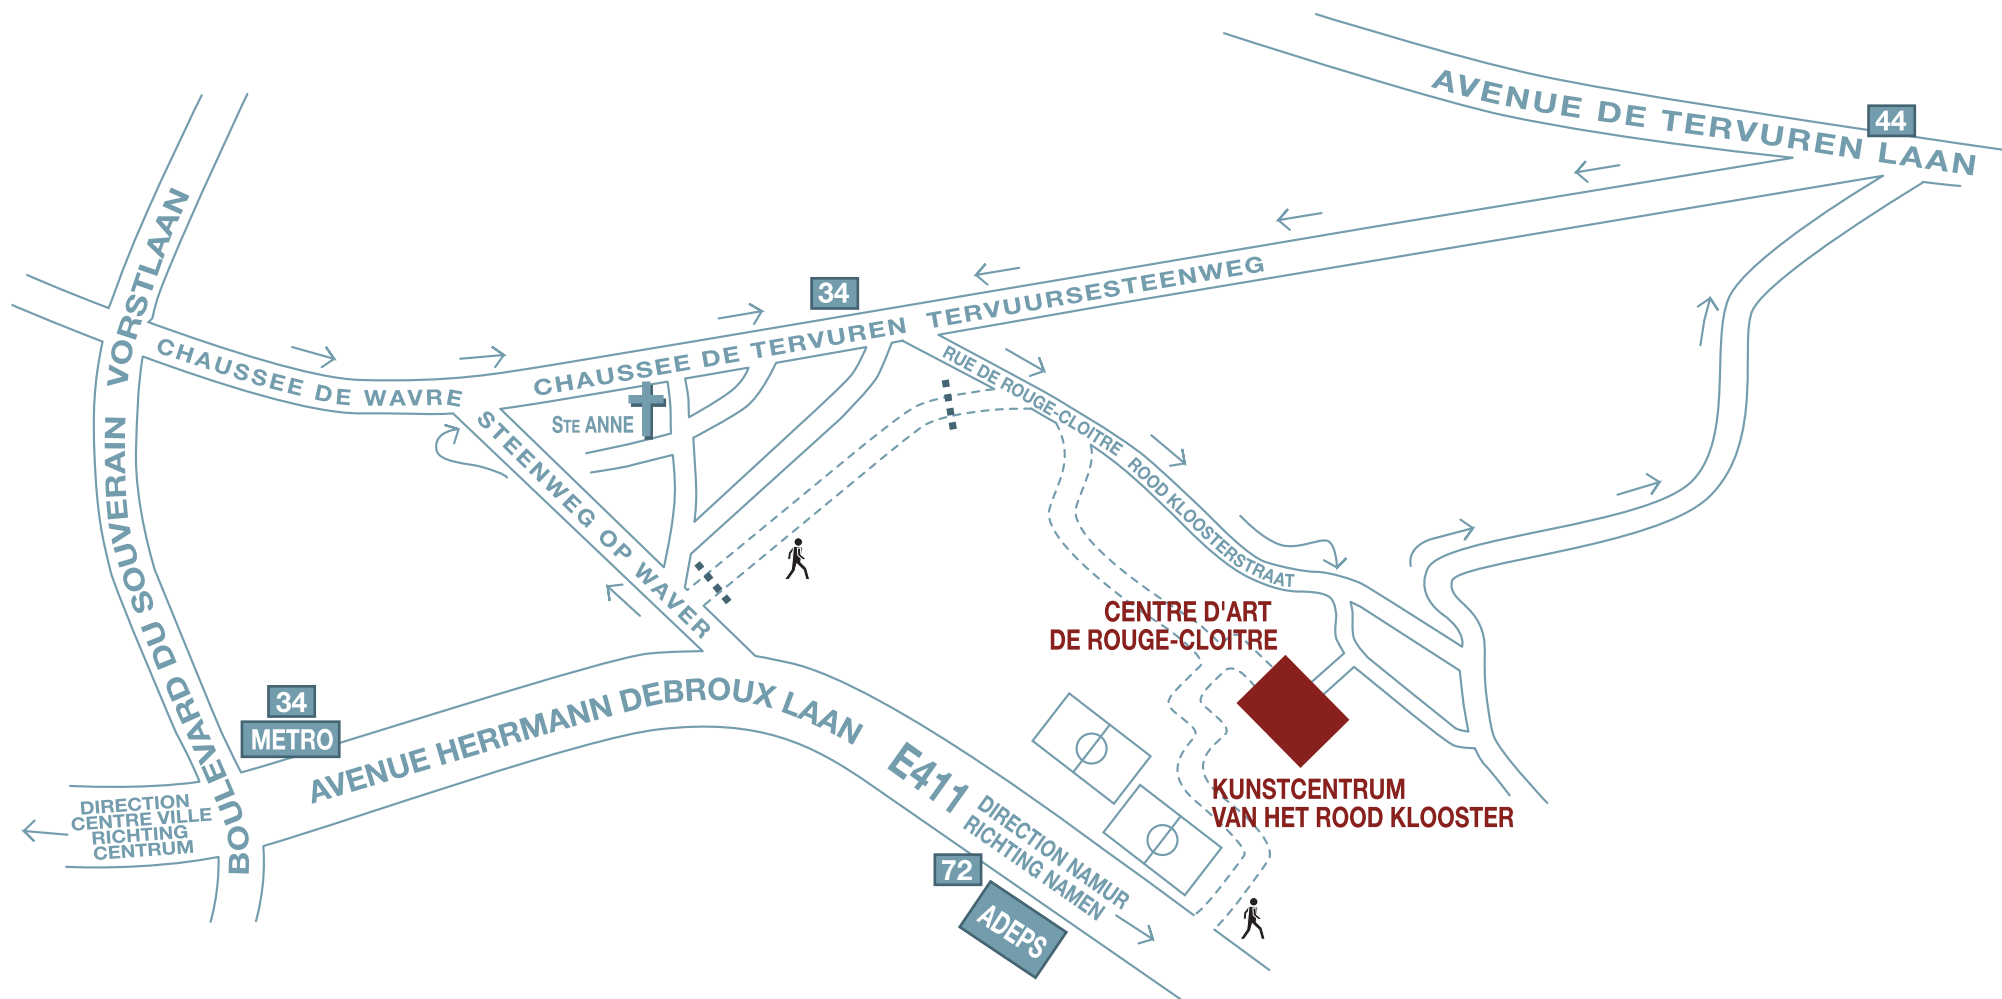 AVENUE DE TERVUREN LAAN
44
VORSTLAAN
BOULEVARD DU SOUVERAIN
CHAUSSEE DE WAVRE
STEENWEG OP WAVER
CHAUSSEE DE TERVUREN
TERVUURSESTEENWEG
34
STE ANNE
RUE DE ROUGE-CLOITRE
ROOD KLOOSTERSTRAAT
CENTRE D'ART
DE ROUGE-CLOITRE
KUNSTCENTRUM
VAN HET ROOD KLOOSTER
34
METRO
AVENUE HERRMANN DEBROUX LAAN
E411
DIRECTION NAMUR
RICHTING NAMEN
DIRECTION
CENTRE VILLE
RICHTING
CENTRUM
72
ADEPS